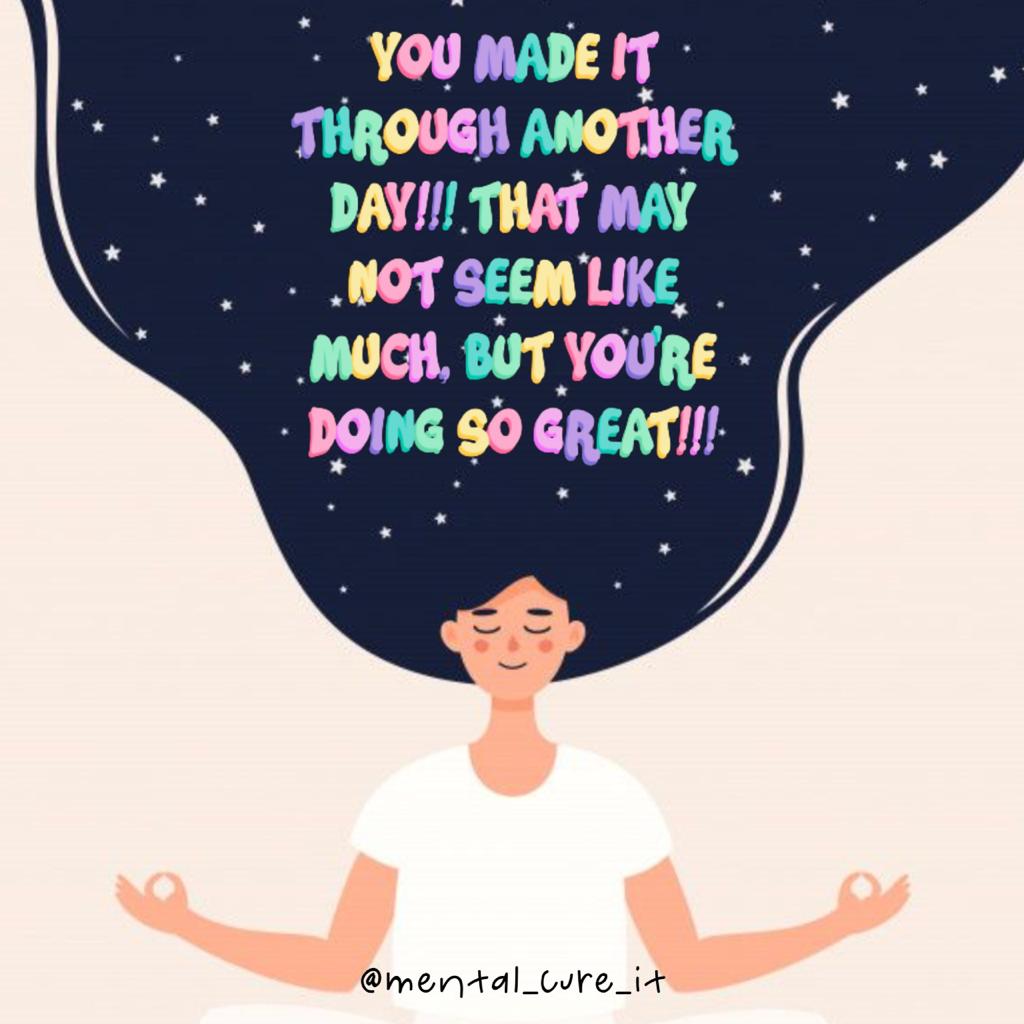 YOU MADE IT
THROUGH ANOTHER
DAY!!! THAT MAY
NOT SEEM LIKE
MUCH, BUT YOU'RE
DOING SO GREAT!!!
@mental_cure_it